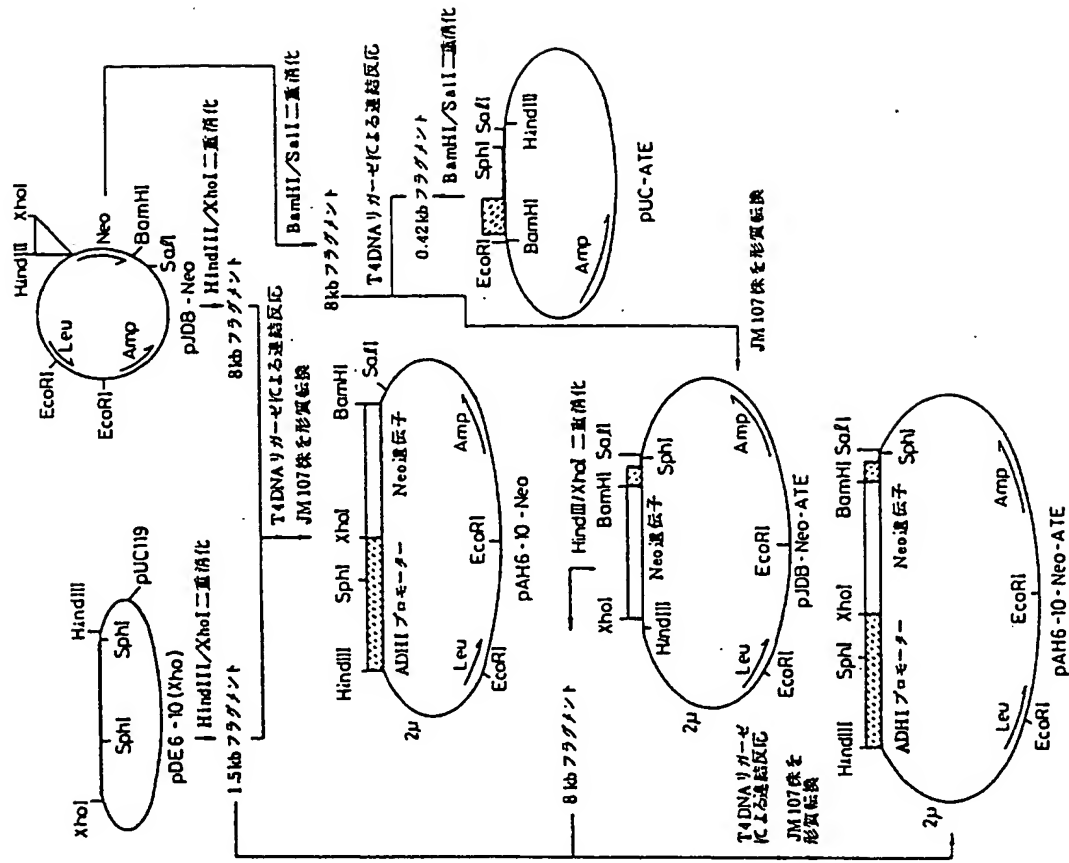 XhoI
HindIII
SphI
SphI
pUC119
pDE6-10(Xho)
HindIII/XhoI二重消化
1.5kbフラグメント
HindIII
XhoI
Neo
BamHI
SalI
EcoRI
Leu
EcoRI
Amp
pJDB-Neo
HindIII/XhoI二重消化
8kbフラグメント
T4DNAリガーゼによる連結反応
JM107株を形質転換
BamHI/SalI二重消化
8kbフラグメント
T4DNAリガーゼによる連結反応
0.42kbフラグメント
BamHI/SalI二重消化
EcoRI
SphI
SalI
BamHI
HindIII
Amp
pUC-ATE
JM107株を形質転換
HindIII
SphI
XhoI
BamHI
SalI
ADHIプロモーター
Neo遺伝子
2μ
Leu
EcoRI
EcoRI
Amp
pAH6-10-Neo
HindIII/XhoI二重消化
8kbフラグメント
XhoI
BamHI
SalI
HindIII
Neo遺伝子
SphI
2μ
Leu
EcoRI
EcoRI
Amp
pJDB-Neo-ATE
T4DNAリガーゼ
による連結反応
JM107株を
形質転換
HindIII
SphI
XhoI
BamHI
SalI
ADHIプロモーター
Neo遺伝子
SphI
2μ
Leu
EcoRI
EcoRI
Amp
pAH6-10-Neo-ATE